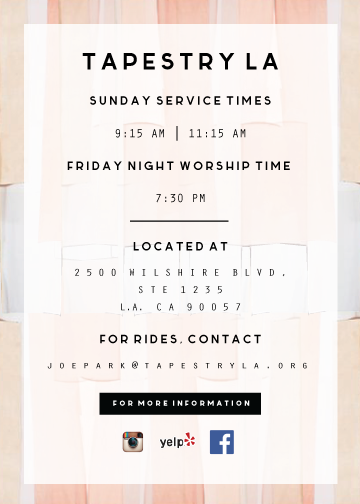 TAPESTRY LA
SUNDAY SERVICE TIMES
9:15 AM | 11:15 AM
FRIDAY NIGHT WORSHIP TIME
7:30 PM
LOCATED AT
2500 WILSHIRE BLVD.
STE 1235
L.A. CA 90057
FOR RIDES, CONTACT
JOEPARK@TAPESTRYLA.ORG
FOR MORE INFORMATION
yelp